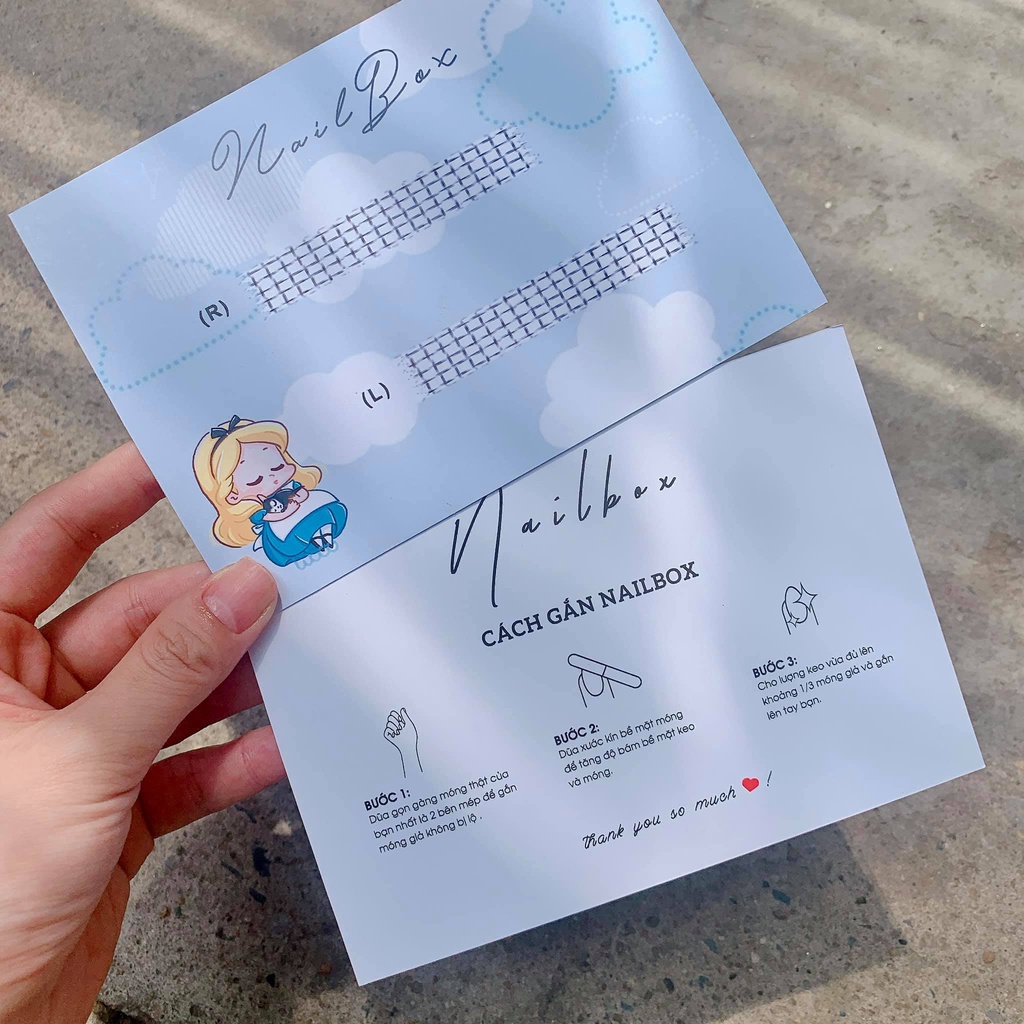 NailBox
(R)
(L)
Nailbox
CÁCH GẮN NAILBOX
BƯỚC 1:
Dũa gọn gàng móng thật của
bạn nhất là 2 bên mép để gắn
móng giả không bị lộ .
BƯỚC 2:
Dũa xước kín bề mặt móng
để tăng độ bám bề mặt keo
và móng.
BƯỚC 3:
Cho lượng keo vừa đủ lên
khoảng 1/3 móng giả và gắn
lên tay bạn.
thank you so much ❤ !